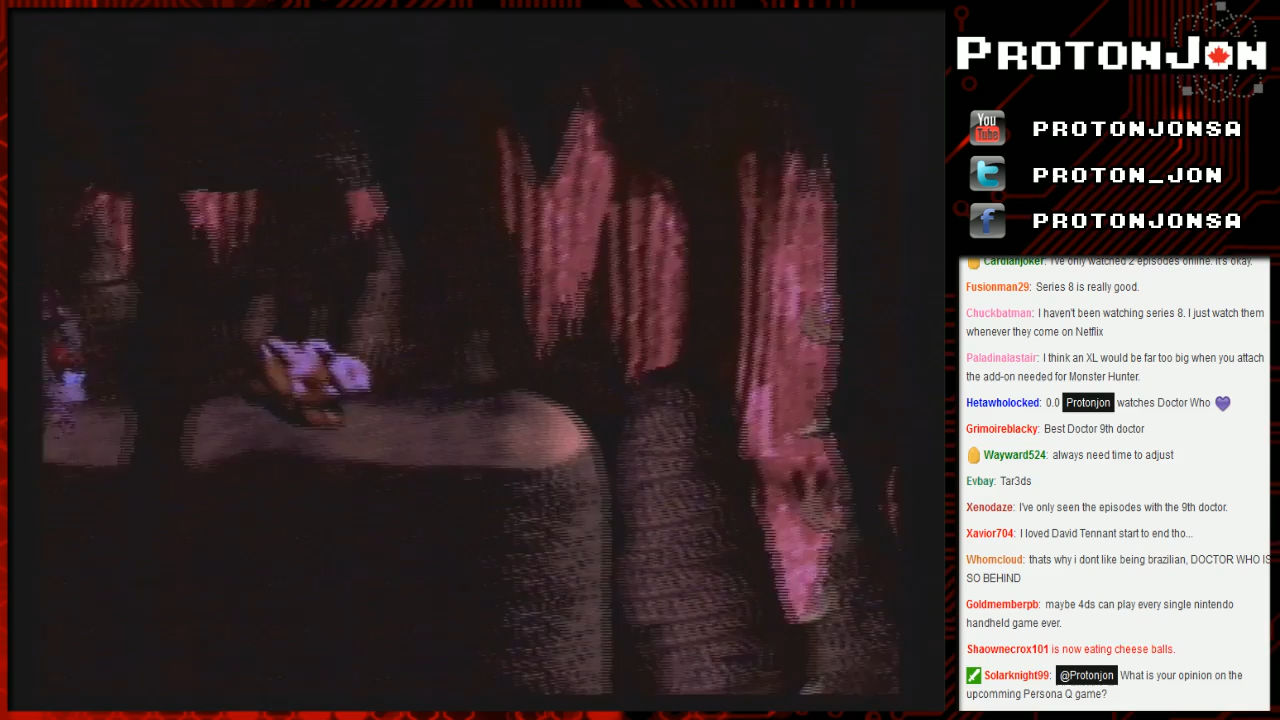 PROTONJON
You Tube
PROTONJONSA
PROTON_JON
PROTONJONSA
Cardianjoker: I've only watched 2 episodes online. It's okay.
Fusionman29: Series 8 is really good.
Chuckbatman: I haven't been watching series 8. I just watch them
whenever they come on Netflix
Paladinalastair: I think an XL would be far too big when you attach
the add-on needed for Monster Hunter.
Hetawholocked: 0.0 Protonjon watches Doctor Who
Grimoireblacky: Best Doctor 9th doctor
Wayward524: always need time to adjust
Evbay: Tar3ds
Xenodaze: I've only seen the episodes with the 9th doctor.
Xavior704: I loved David Tennant start to end tho...
Whomcloud: thats why i dont like being brazilian, DOCTOR WHO IS
SO BEHIND
Goldmemberpb: maybe 4ds can play every single nintendo
handheld game ever.
Shaownecrox101 is now eating cheese balls.
Solarknight99: @Protonjon What is your opinion on the
upcomming Persona Q game?